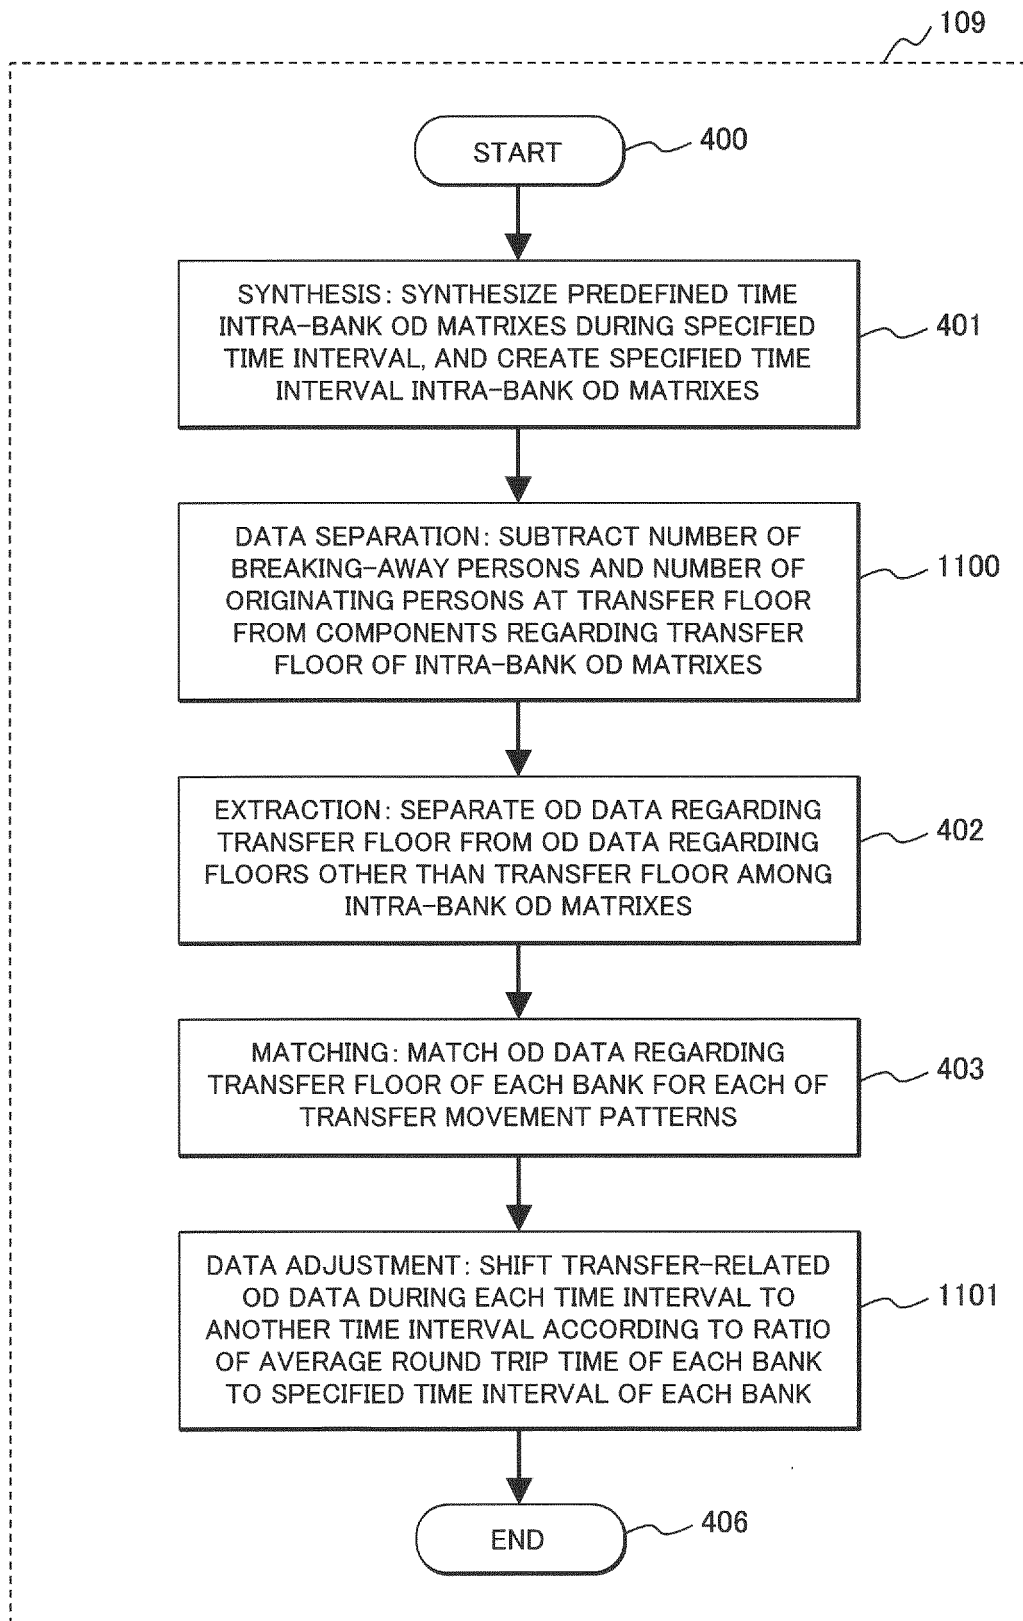 109
START
400
SYNTHESIS: SYNTHESIZE PREDEFINED TIME
INTRA-BANK OD MATRIXES DURING SPECIFIED
TIME INTERVAL, AND CREATE SPECIFIED TIME
INTERVAL INTRA-BANK OD MATRIXES
401
DATA SEPARATION: SUBTRACT NUMBER OF
BREAKING-AWAY PERSONS AND NUMBER OF
ORIGINATING PERSONS AT TRANSFER FLOOR
FROM COMPONENTS REGARDING TRANSFER
FLOOR OF INTRA-BANK OD MATRIXES
1100
EXTRACTION: SEPARATE OD DATA REGARDING
TRANSFER FLOOR FROM OD DATA REGARDING
FLOORS OTHER THAN TRANSFER FLOOR AMONG
INTRA-BANK OD MATRIXES
402
MATCHING: MATCH OD DATA REGARDING
TRANSFER FLOOR OF EACH BANK FOR EACH OF
TRANSFER MOVEMENT PATTERNS
403
DATA ADJUSTMENT: SHIFT TRANSFER-RELATED
OD DATA DURING EACH TIME INTERVAL TO
ANOTHER TIME INTERVAL ACCORDING TO RATIO
OF AVERAGE ROUND TRIP TIME OF EACH BANK
TO SPECIFIED TIME INTERVAL OF EACH BANK
1101
END
406